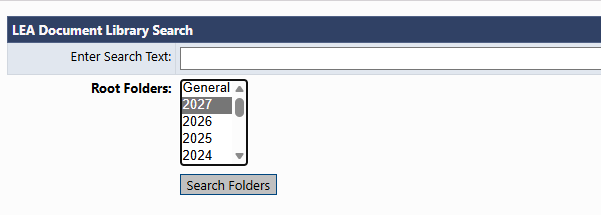 LEA Document Library Search
Enter Search Text:
Root Folders:
General
2027
2026
2025
2024
Search Folders